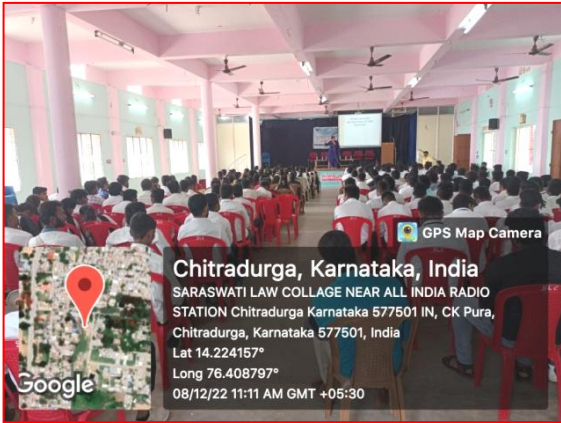 GPS Map Camera
Chitradurga, Karnataka, India
SARASWATI LAW COLLAGE NEAR ALL INDIA RADIO
STATION Chitradurga Karnataka 577501 IN, CK Pura,
Chitradurga, Karnataka 577501, India
Lat 14.224157°
Long 76.408797°
08/12/22 11:11 AM GMT +05:30
Google